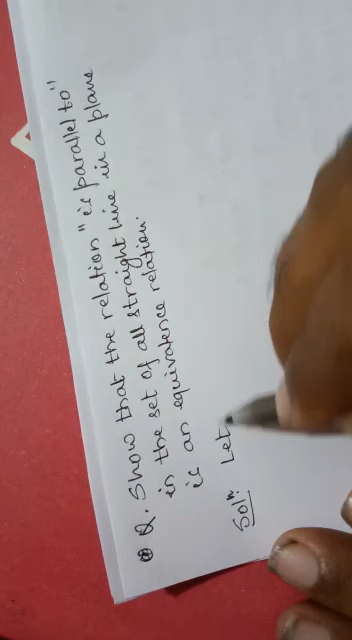 Q. Show that the relation "is parallel to"
in the set of all straight line in a plane
is an equivalence relation.
Solⁿ: Let